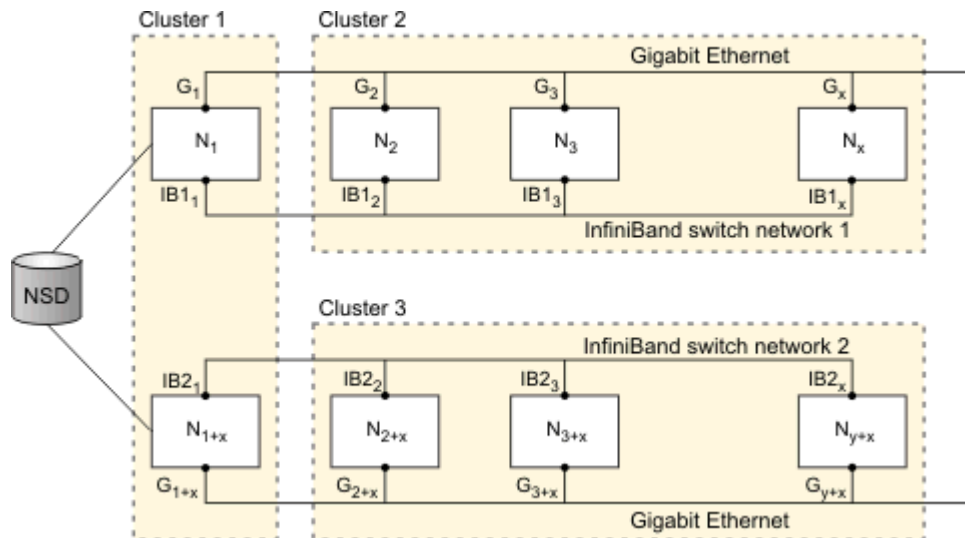 Cluster 1
Cluster 2
Gigabit Ethernet
G1
G2
G3
Gx
N1
N2
N3
Nx
IB11
IB12
IB13
IB1x
InfiniBand switch network 1
NSD
Cluster 3
InfiniBand switch network 2
IB21
IB22
IB23
IB2x
N1+x
N2+x
N3+x
Ny+x
G1+x
G2+x
G3+x
Gy+x
Gigabit Ethernet